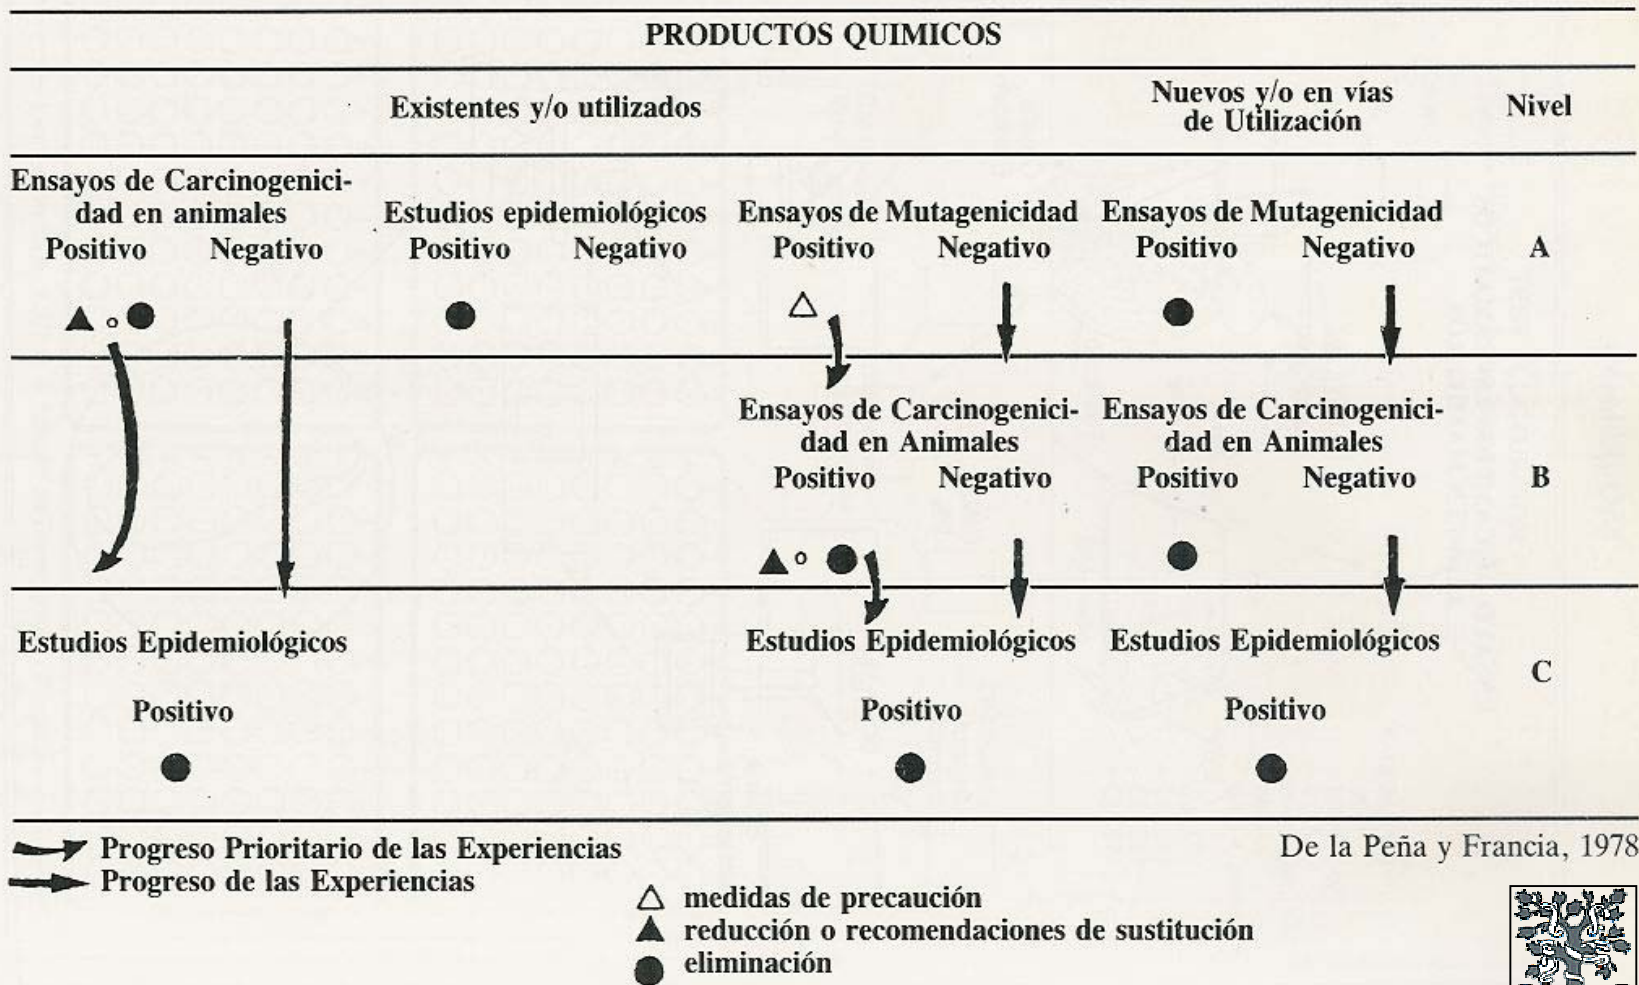 PRODUCTOS QUIMICOS
Existentes y/o utilizados
Nuevos y/o en vías
de Utilización
Nivel
Ensayos de Carcinogenici-
dad en animales
Positivo Negativo
Estudios epidemiológicos
Positivo Negativo
Ensayos de Mutagenicidad
Positivo Negativo
Ensayos de Mutagenicidad
Positivo Negativo
A
o
Ensayos de Carcinogenici-
dad en Animales
Positivo Negativo
Ensayos de Carcinogenici-
dad en Animales
Positivo Negativo
B
o
Estudios Epidemiológicos
Positivo
Estudios Epidemiológicos
Positivo
Estudios Epidemiológicos
Positivo
C
Progreso Prioritario de las Experiencias
Progreso de las Experiencias
De la Peña y Francia, 1978
medidas de precaución
reducción o recomendaciones de sustitución
eliminación